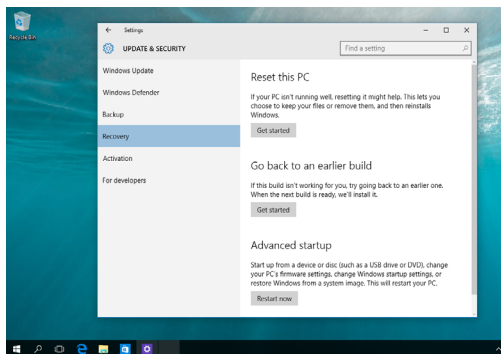 Recycle Bin
Settings
UPDATE & SECURITY
Find a setting
Windows Update
Windows Defender
Backup
Recovery
Activation
For developers
Reset this PC
If your PC isn't running well, resetting it might help. This lets you
choose to keep your files or remove them, and then reinstalls
Windows.
Get started
Go back to an earlier build
If this build isn't working for you, try going back to an earlier one.
When the next build is ready, we'll install it.
Get started
Advanced startup
Start up from a device or disc (such as a USB drive or DVD), change
your PC's firmware settings, change Windows startup settings, or
restore Windows from a system image. This will restart your PC.
Restart now